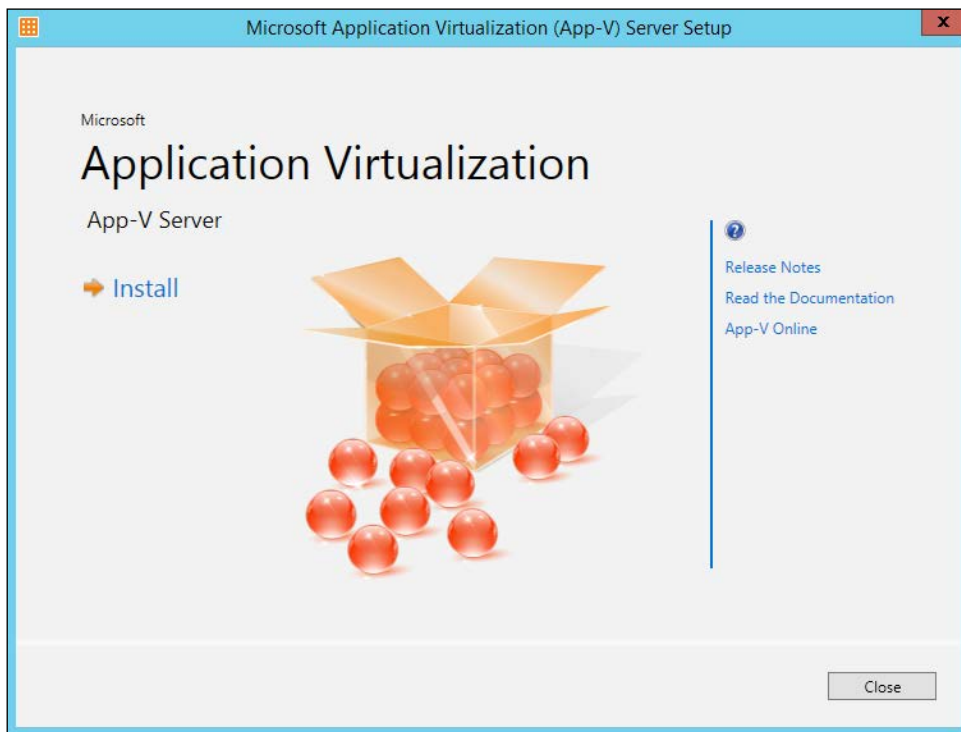 Microsoft Application Virtualization (App-V) Server Setup
x
Microsoft
Application Virtualization
App-V Server
Install
?
Release Notes
Read the Documentation
App-V Online
Close